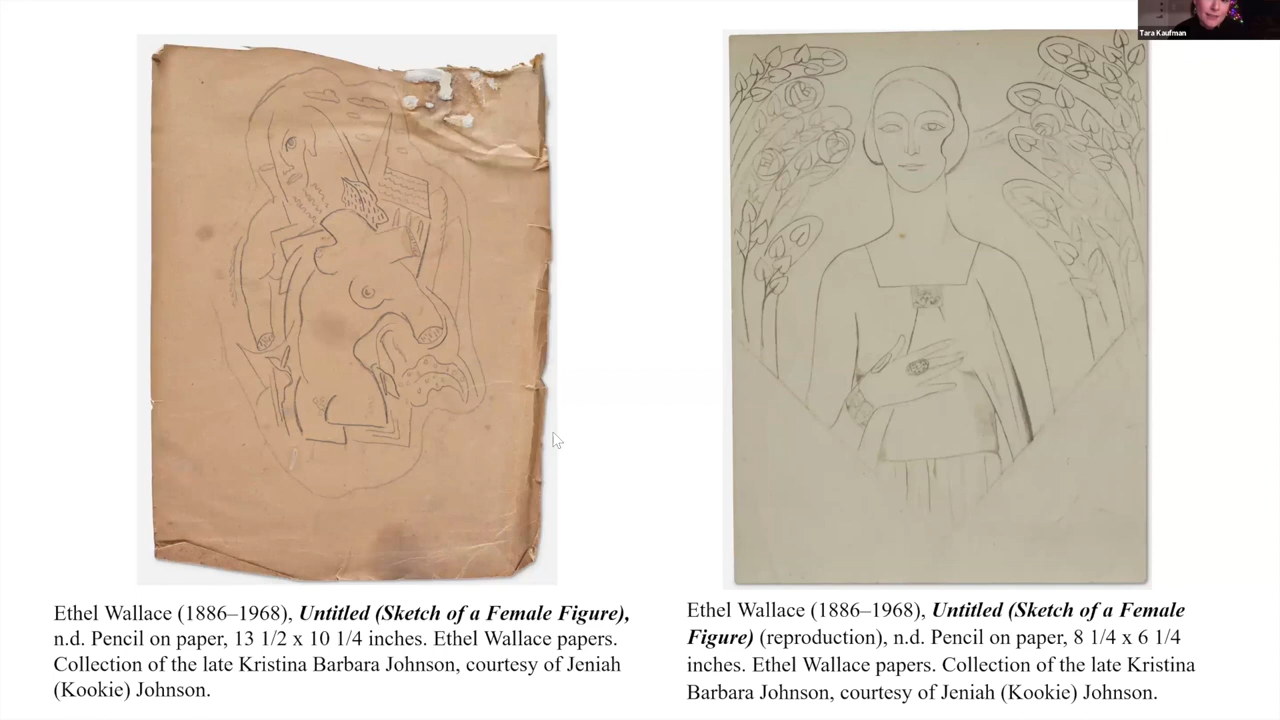 Tara Kaufman
Ethel Wallace (1886–1968), Untitled (Sketch of a Female Figure),
n.d. Pencil on paper, 13 1/2 x 10 1/4 inches. Ethel Wallace papers.
Collection of the late Kristina Barbara Johnson, courtesy of Jeniah
(Kookie) Johnson.
Ethel Wallace (1886–1968), Untitled (Sketch of a Female
Figure) (reproduction), n.d. Pencil on paper, 8 1/4 x 6 1/4
inches. Ethel Wallace papers. Collection of the late Kristina
Barbara Johnson, courtesy of Jeniah (Kookie) Johnson.